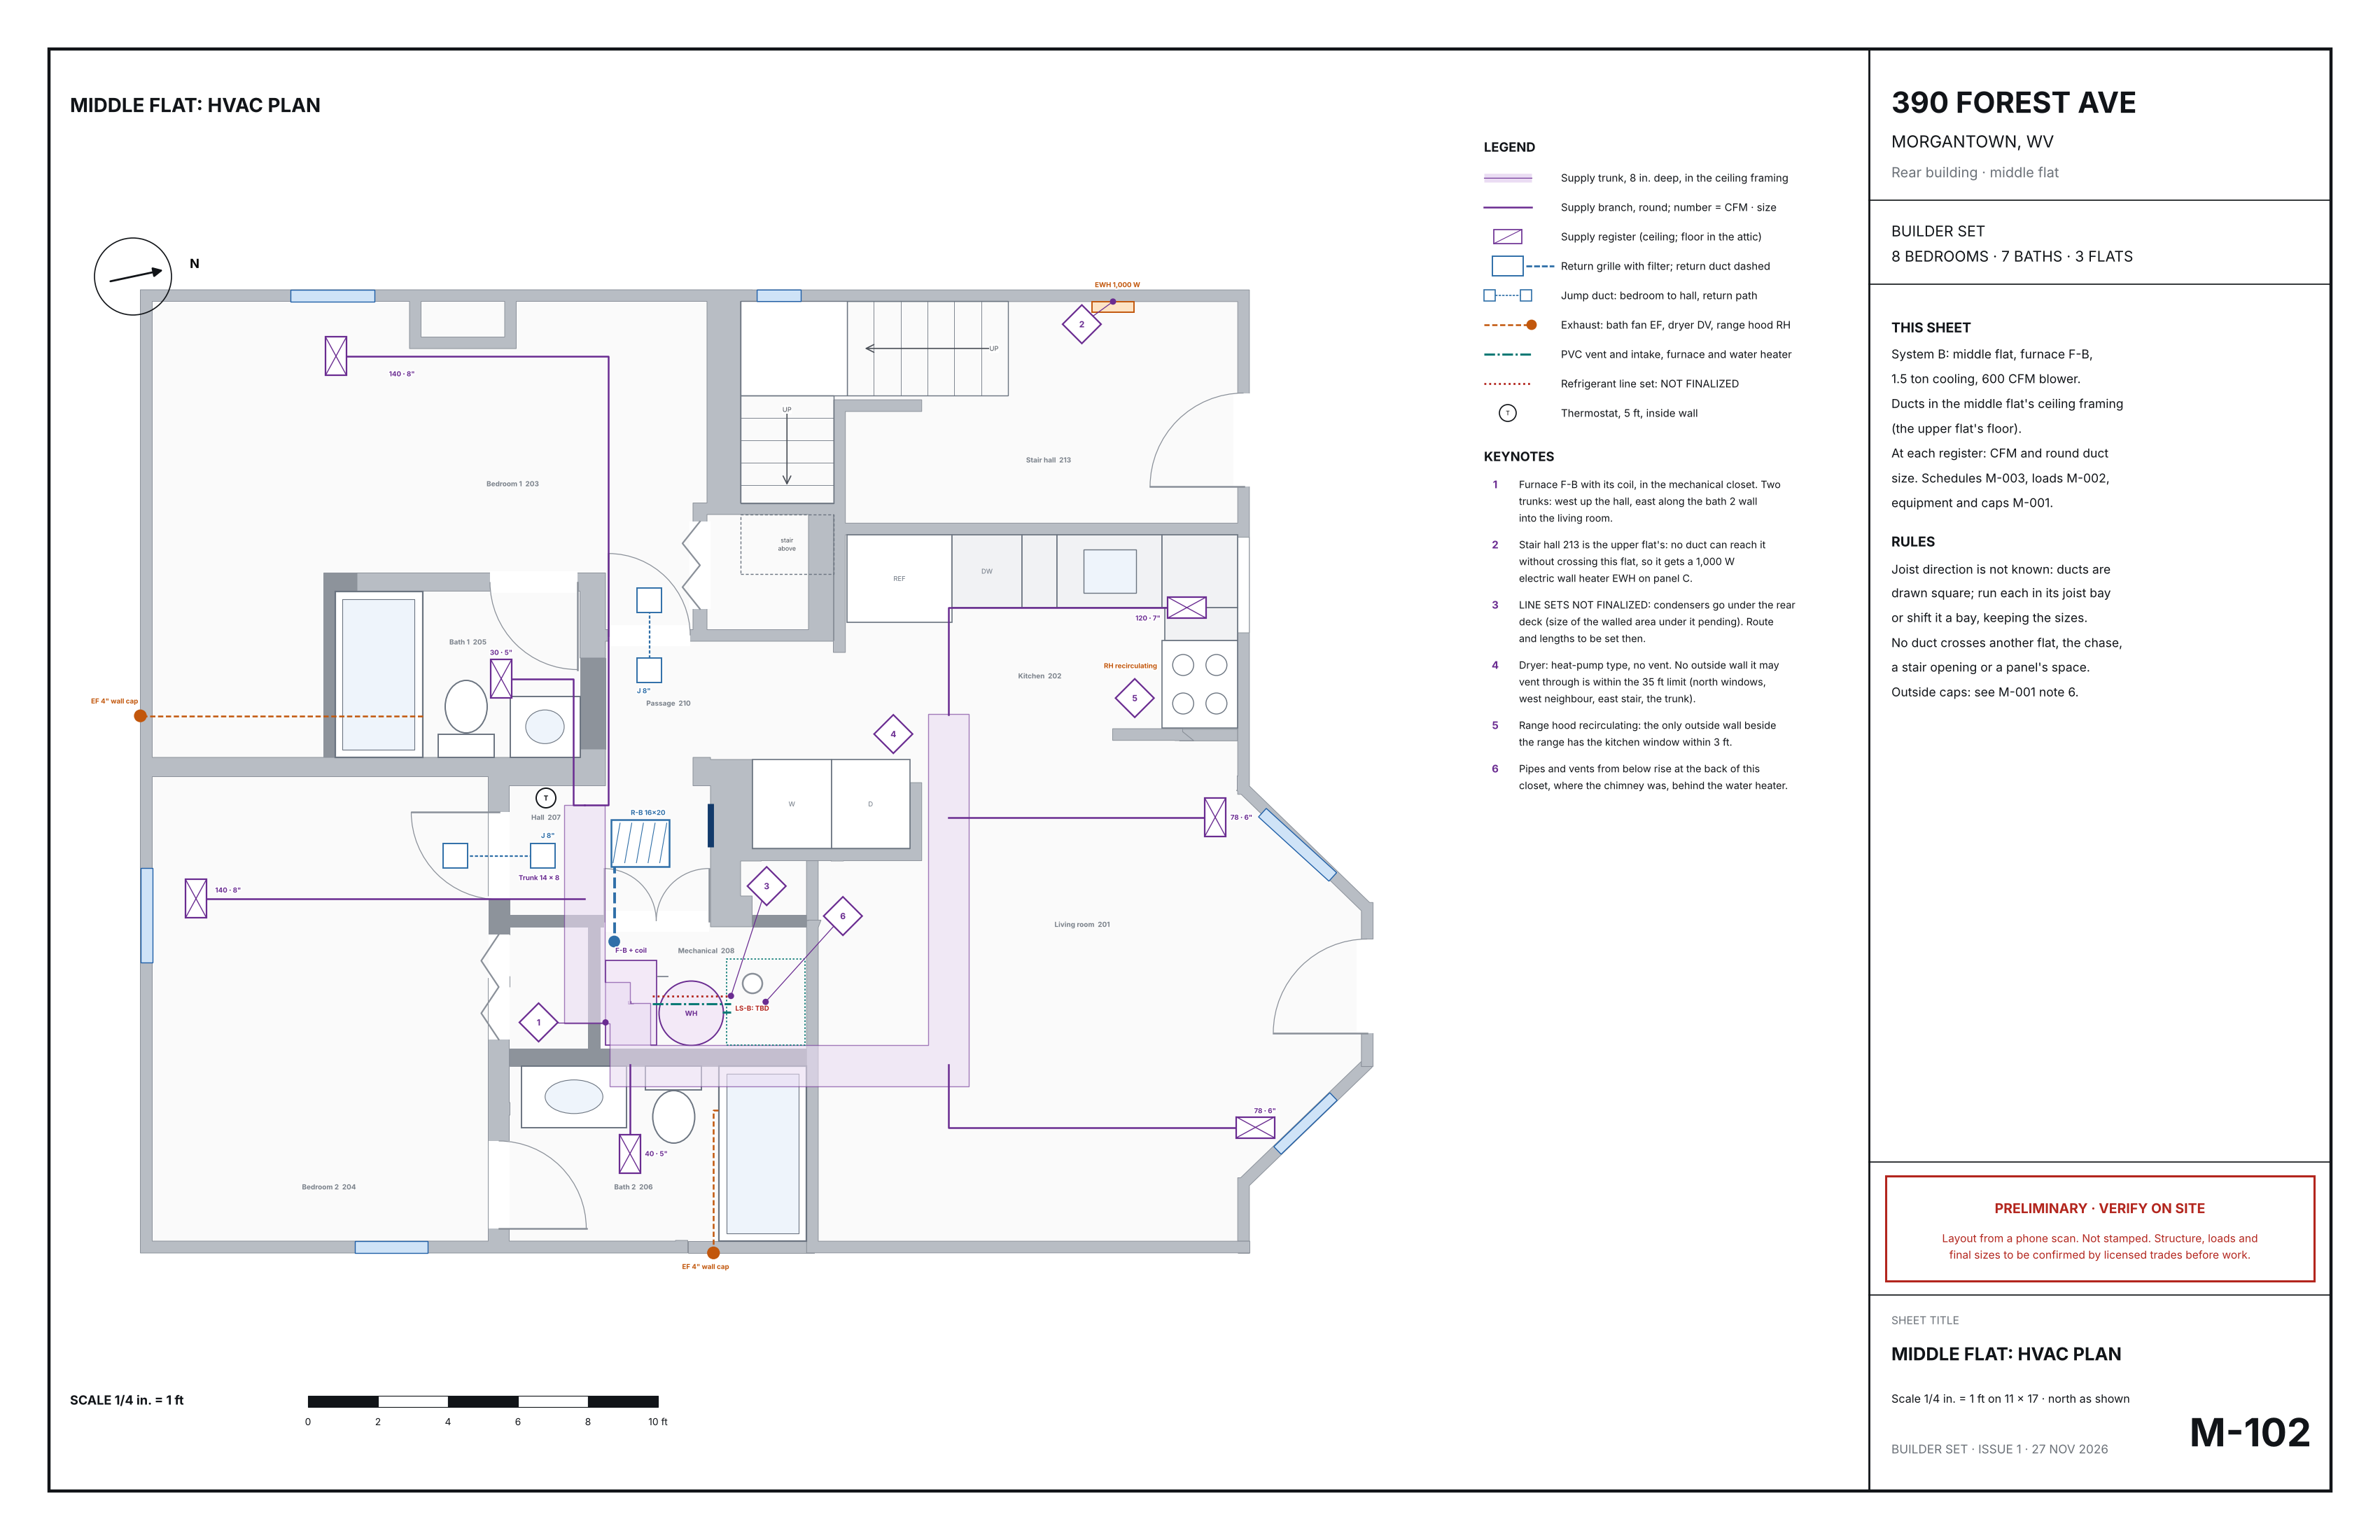 MIDDLE FLAT: HVAC PLAN
N
EWH 1,000 W
2
140 · 8"
UP
UP
Bedroom 1 203
Stair hall 213
stair
above
REF
DW
120 · 7"
Bath 1 205
30 · 5"
RH recirculating
Kitchen 202
5
J 8"
Passage 210
EF 4" wall cap
4
T
Hall 207
J 8"
R-B 16×20
W
D
78 · 6"
Trunk 14 × 8
140 · 8"
3
6
Living room 201
F-B + coil
Mechanical 208
LS-B: TBD
WH
1
78 · 6"
40 · 5"
Bedroom 2 204
Bath 2 206
EF 4" wall cap
SCALE 1/4 in. = 1 ft
0 2 4 6 8 10 ft
LEGEND
Supply trunk, 8 in. deep, in the ceiling framing
Supply branch, round; number = CFM · size
Supply register (ceiling; floor in the attic)
Return grille with filter; return duct dashed
Jump duct: bedroom to hall, return path
Exhaust: bath fan EF, dryer DV, range hood RH
PVC vent and intake, furnace and water heater
Refrigerant line set: NOT FINALIZED
T Thermostat, 5 ft, inside wall
KEYNOTES
1 Furnace F-B with its coil, in the mechanical closet. Two
trunks: west up the hall, east along the bath 2 wall
into the living room.
2 Stair hall 213 is the upper flat's: no duct can reach it
without crossing this flat, so it gets a 1,000 W
electric wall heater EWH on panel C.
3 LINE SETS NOT FINALIZED: condensers go under the rear
deck (size of the walled area under it pending). Route
and lengths to be set then.
4 Dryer: heat-pump type, no vent. No outside wall it may
vent through is within the 35 ft limit (north windows,
west neighbour, east stair, the trunk).
5 Range hood recirculating: the only outside wall beside
the range has the kitchen window within 3 ft.
6 Pipes and vents from below rise at the back of this
closet, where the chimney was, behind the water heater.
390 FOREST AVE
MORGANTOWN, WV
Rear building · middle flat
BUILDER SET
8 BEDROOMS · 7 BATHS · 3 FLATS
THIS SHEET
System B: middle flat, furnace F-B,
1.5 ton cooling, 600 CFM blower.
Ducts in the middle flat's ceiling framing
(the upper flat's floor).
At each register: CFM and round duct
size. Schedules M-003, loads M-002,
equipment and caps M-001.
RULES
Joist direction is not known: ducts are
drawn square; run each in its joist bay
or shift it a bay, keeping the sizes.
No duct crosses another flat, the chase,
a stair opening or a panel's space.
Outside caps: see M-001 note 6.
PRELIMINARY · VERIFY ON SITE
Layout from a phone scan. Not stamped. Structure, loads and
final sizes to be confirmed by licensed trades before work.
SHEET TITLE
MIDDLE FLAT: HVAC PLAN
Scale 1/4 in. = 1 ft on 11 × 17 · north as shown
BUILDER SET · ISSUE 1 · 27 NOV 2026
M-102